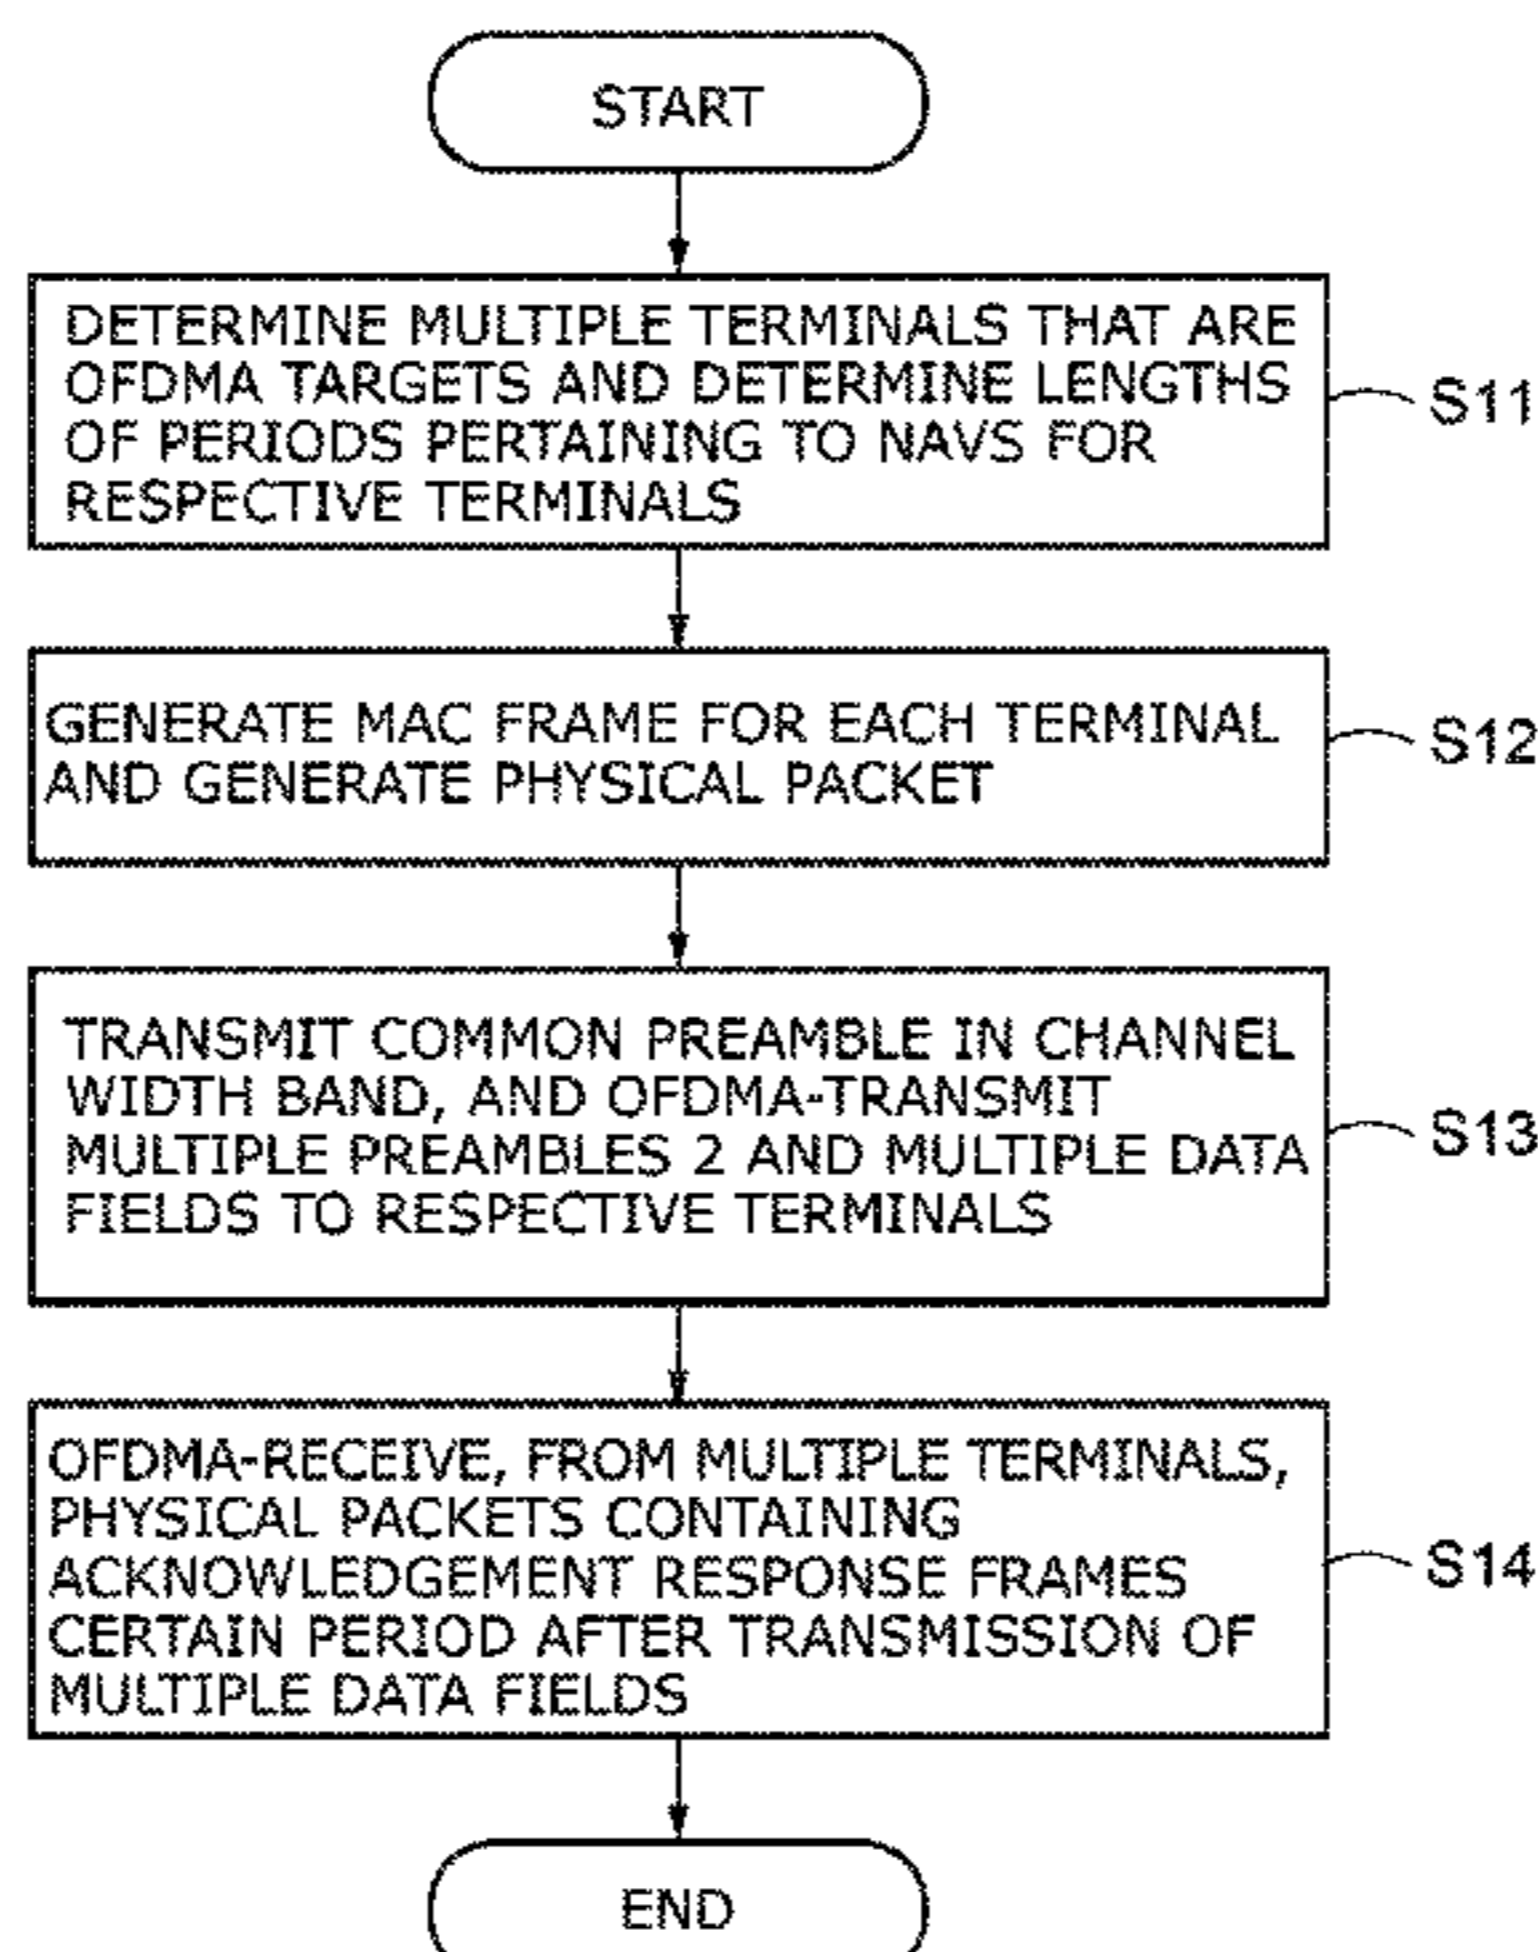 START
DETERMINE MULTIPLE TERMINALS THAT ARE
OFDMA TARGETS AND DETERMINE LENGTHS
OF PERIODS PERTAINING TO NAVS FOR
RESPECTIVE TERMINALS
S11
GENERATE MAC FRAME FOR EACH TERMINAL
AND GENERATE PHYSICAL PACKET
S12
TRANSMIT COMMON PREAMBLE IN CHANNEL
WIDTH BAND, AND OFDMA-TRANSMIT
MULTIPLE PREAMBLES 2 AND MULTIPLE DATA
FIELDS TO RESPECTIVE TERMINALS
S13
OFDMA-RECEIVE, FROM MULTIPLE TERMINALS,
PHYSICAL PACKETS CONTAINING
ACKNOWLEDGEMENT RESPONSE FRAMES
CERTAIN PERIOD AFTER TRANSMISSION OF
MULTIPLE DATA FIELDS
S14
END